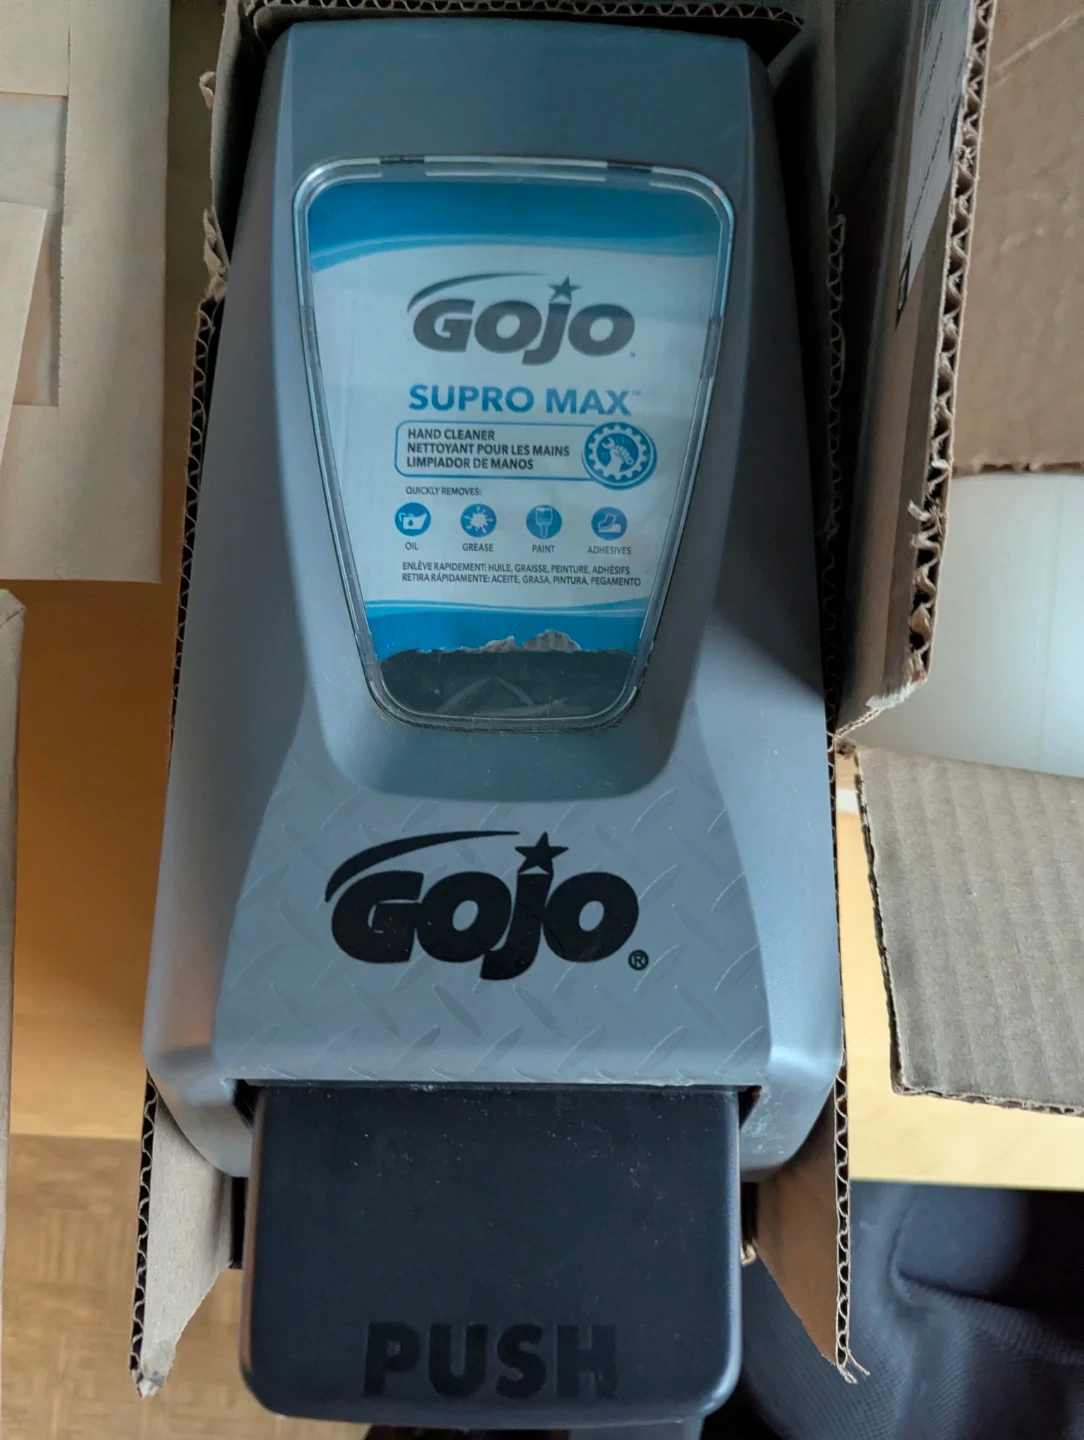 GOJO.
SUPRO MAX™
HAND CLEANER
NETTOYANT POUR LES MAINS
LIMPIADOR DE MANOS
QUICKLY REMOVES:
OIL GREASE PAINT ADHESIVES
ENLÈVE RAPIDEMENT: HUILE, GRAISSE, PEINTURE, ADHÉSIFS
RETIRA RÁPIDAMENTE: ACEITE, GRASA, PINTURA, PEGAMENTO
GOJO®
PUSH